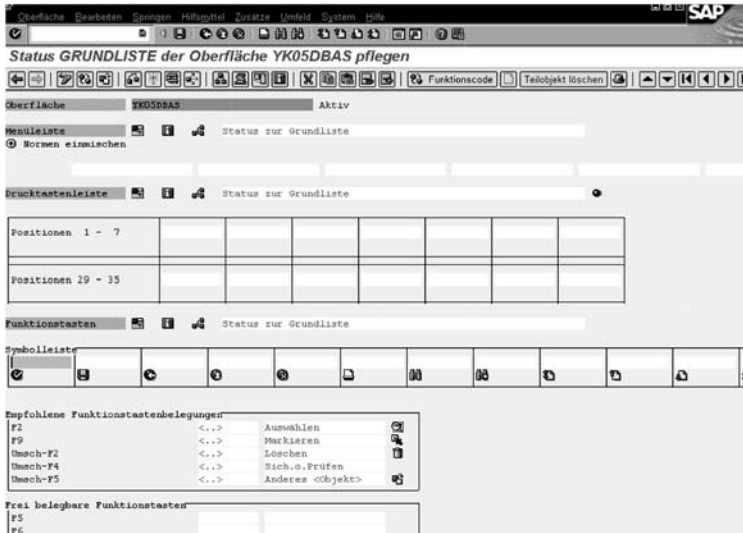 Oberfläche Bearbeiten Springen Hilfsmittel Zusätze Umfeld System Hilfe
SAP
Status GRUNDLISTE der Oberfläche YK05DBAS pflegen
Funktionscode Teilobjekt löschen
Oberfläche YK05DBAS Aktiv
Menüleiste Status zur Grundliste
Normen einmischen
Drucktastenleiste Status zur Grundliste
Positionen 1 - 7
Positionen 29 - 35
Funktionstasten Status zur Grundliste
Symbolleiste
Empfohlene Funktionstastenbelegungen
F2 <..> Auswählen
F9 <..> Markieren
Umsch-F2 <..> Löschen
Umsch-F4 <..> Sich.o.Prüfen
Umsch-F5 <..> Anderes <Objekt>
Frei belegbare Funktionstasten
F5
F6